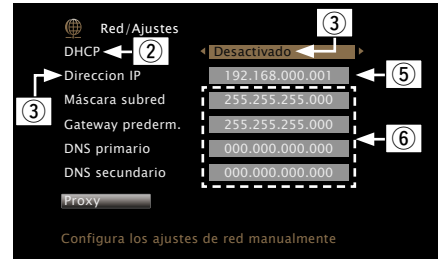 Red/Ajustes
③
DHCP ② Desactivado
③ Direccion IP 192.168.000.001 ⑤
Máscara subred 255.255.255.000
Gateway prederm. 255.255.255.000 ⑥
DNS primario 000.000.000.000
DNS secundario 000.000.000.000
Proxy
Configura los ajustes de red manualmente